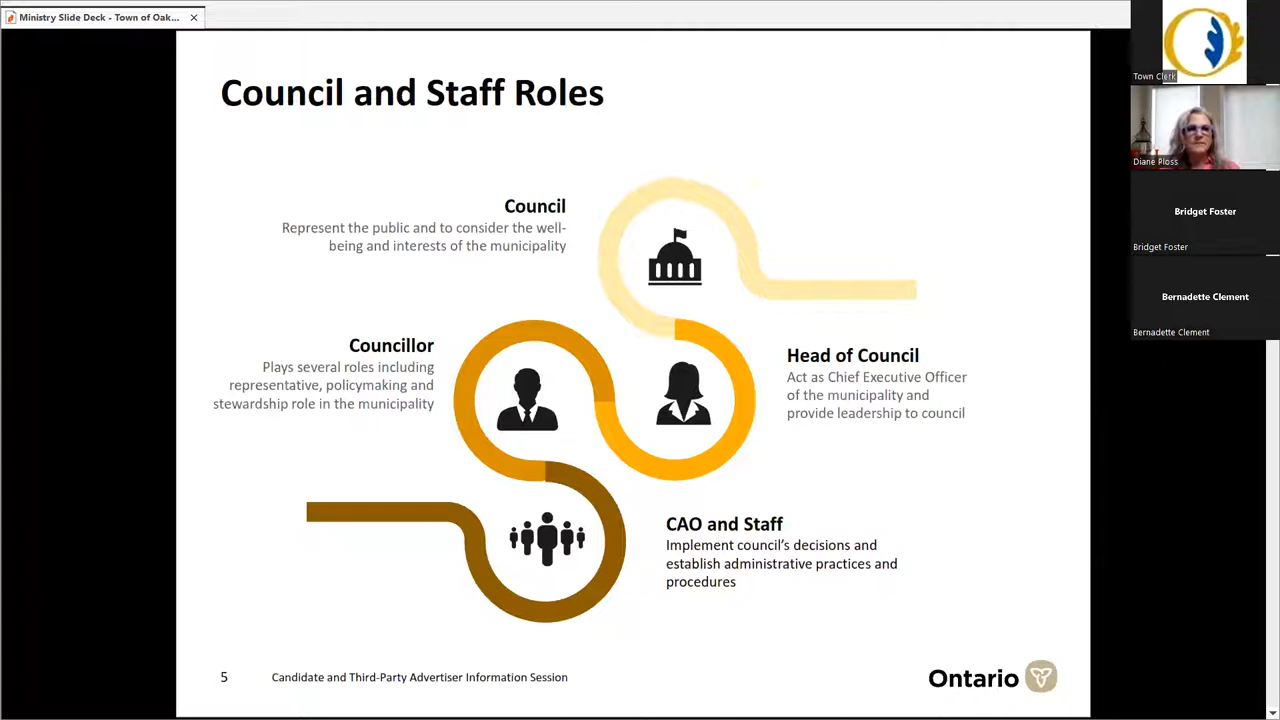 Ministry Slide Deck - Town of Oak...
Council and Staff Roles
Council
Represent the public and to consider the well-
being and interests of the municipality
Councillor
Plays several roles including
representative, policymaking and
stewardship role in the municipality
Head of Council
Act as Chief Executive Officer
of the municipality and
provide leadership to council
CAO and Staff
Implement council's decisions and
establish administrative practices and
procedures
5
Candidate and Third-Party Advertiser Information Session
Ontario
Town Clerk
Diane Ploss
Bridget Foster
Bridget Foster
Bernadette Clement
Bernadette Clement